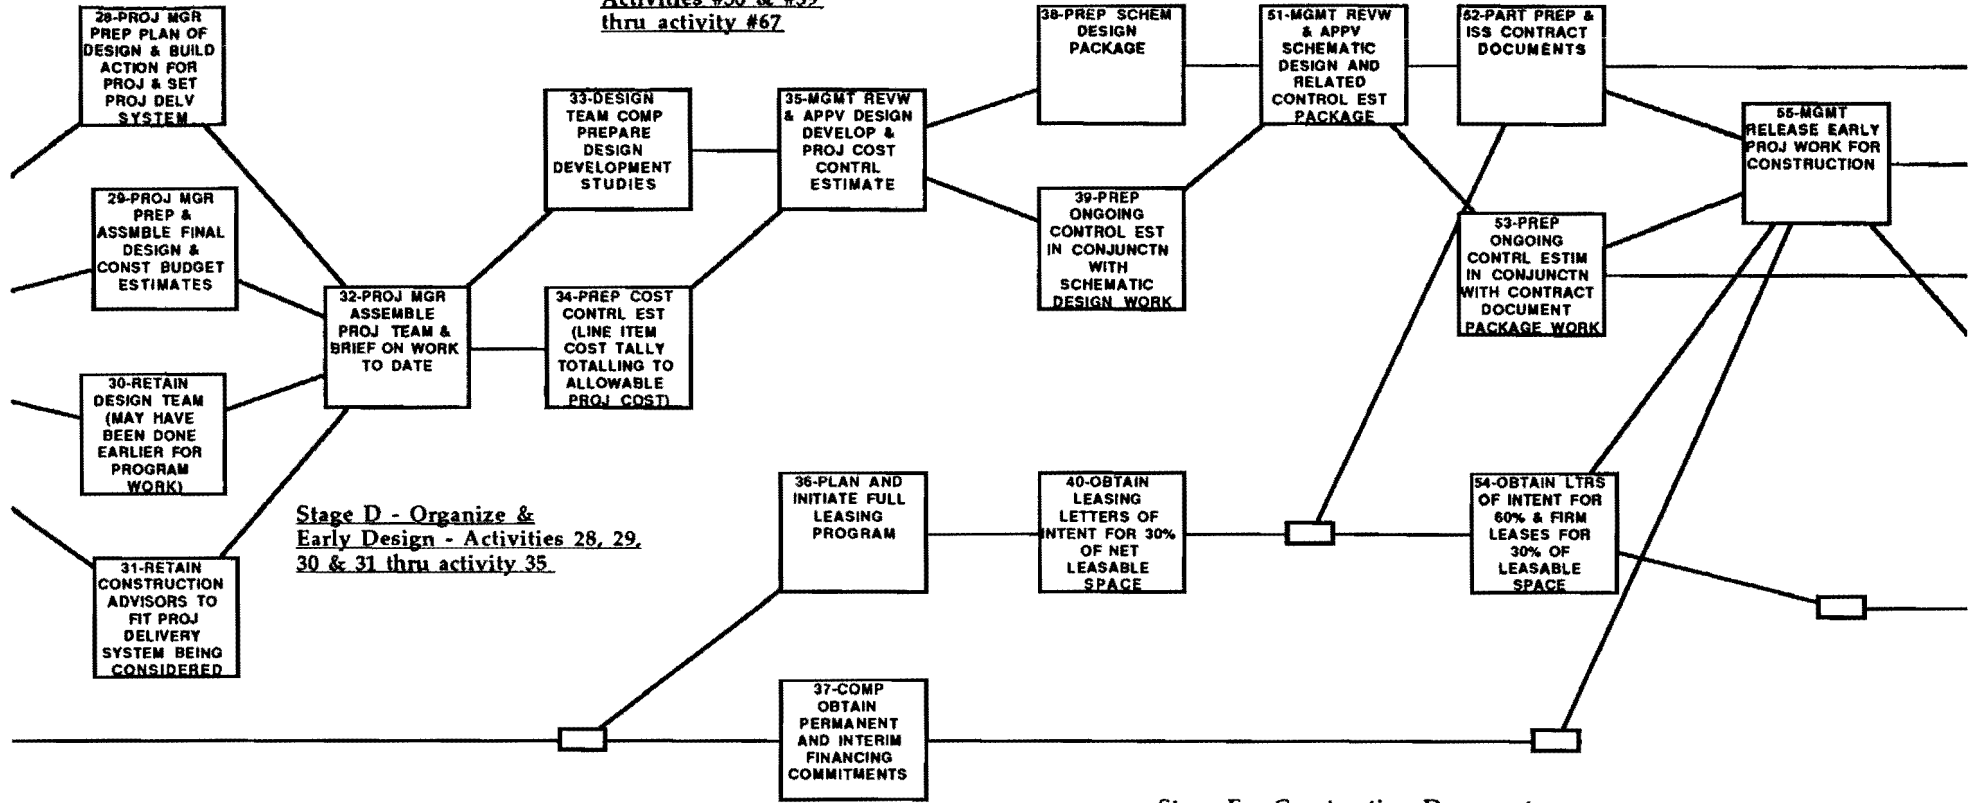 Activities #38 & #39
thru activity #67
28-PROJ MGR
PREP PLAN OF
DESIGN & BUILD
ACTION FOR
PROJ & SET
PROJ DELV
SYSTEM
29-PROJ MGR
PREP &
ASSMBLE FINAL
DESIGN &
CONST BUDGET
ESTIMATES
30-RETAIN
DESIGN TEAM
(MAY HAVE
BEEN DONE
EARLIER FOR
PROGRAM
WORK)
31-RETAIN
CONSTRUCTION
ADVISORS TO
FIT PROJ
DELIVERY
SYSTEM BEING
CONSIDERED
32-PROJ MGR
ASSEMBLE
PROJ TEAM &
BRIEF ON WORK
TO DATE
33-DESIGN
TEAM COMP
PREPARE
DESIGN
DEVELOPMENT
STUDIES
34-PREP COST
CONTRL EST
(LINE ITEM
COST TALLY
TOTALLING TO
ALLOWABLE
PROJ COST)
35-MGMT REVW
& APPV DESIGN
DEVELOP &
PROJ COST
CONTRL
ESTIMATE
Stage D - Organize &
Early Design - Activities 28, 29,
30 & 31 thru activity 35
36-PLAN AND
INITIATE FULL
LEASING
PROGRAM
37-COMP
OBTAIN
PERMANENT
AND INTERIM
FINANCING
COMMITMENTS
38-PREP SCHEM
DESIGN
PACKAGE
39-PREP
ONGOING
CONTROL EST
IN CONJUNCTN
WITH
SCHEMATIC
DESIGN WORK
40-OBTAIN
LEASING
LETTERS OF
INTENT FOR 30%
OF NET
LEASABLE
SPACE
51-MGMT REVW
& APPV
SCHEMATIC
DESIGN AND
RELATED
CONTROL EST
PACKAGE
52-PART PREP &
ISS CONTRACT
DOCUMENTS
53-PREP
ONGOING
CONTRL ESTIM
IN CONJUNCTN
WITH CONTRACT
DOCUMENT
PACKAGE WORK
54-OBTAIN LTRS
OF INTENT FOR
60% & FIRM
LEASES FOR
30% OF
LEASABLE
SPACE
55-MGMT
RELEASE EARLY
PROJ WORK FOR
CONSTRUCTION